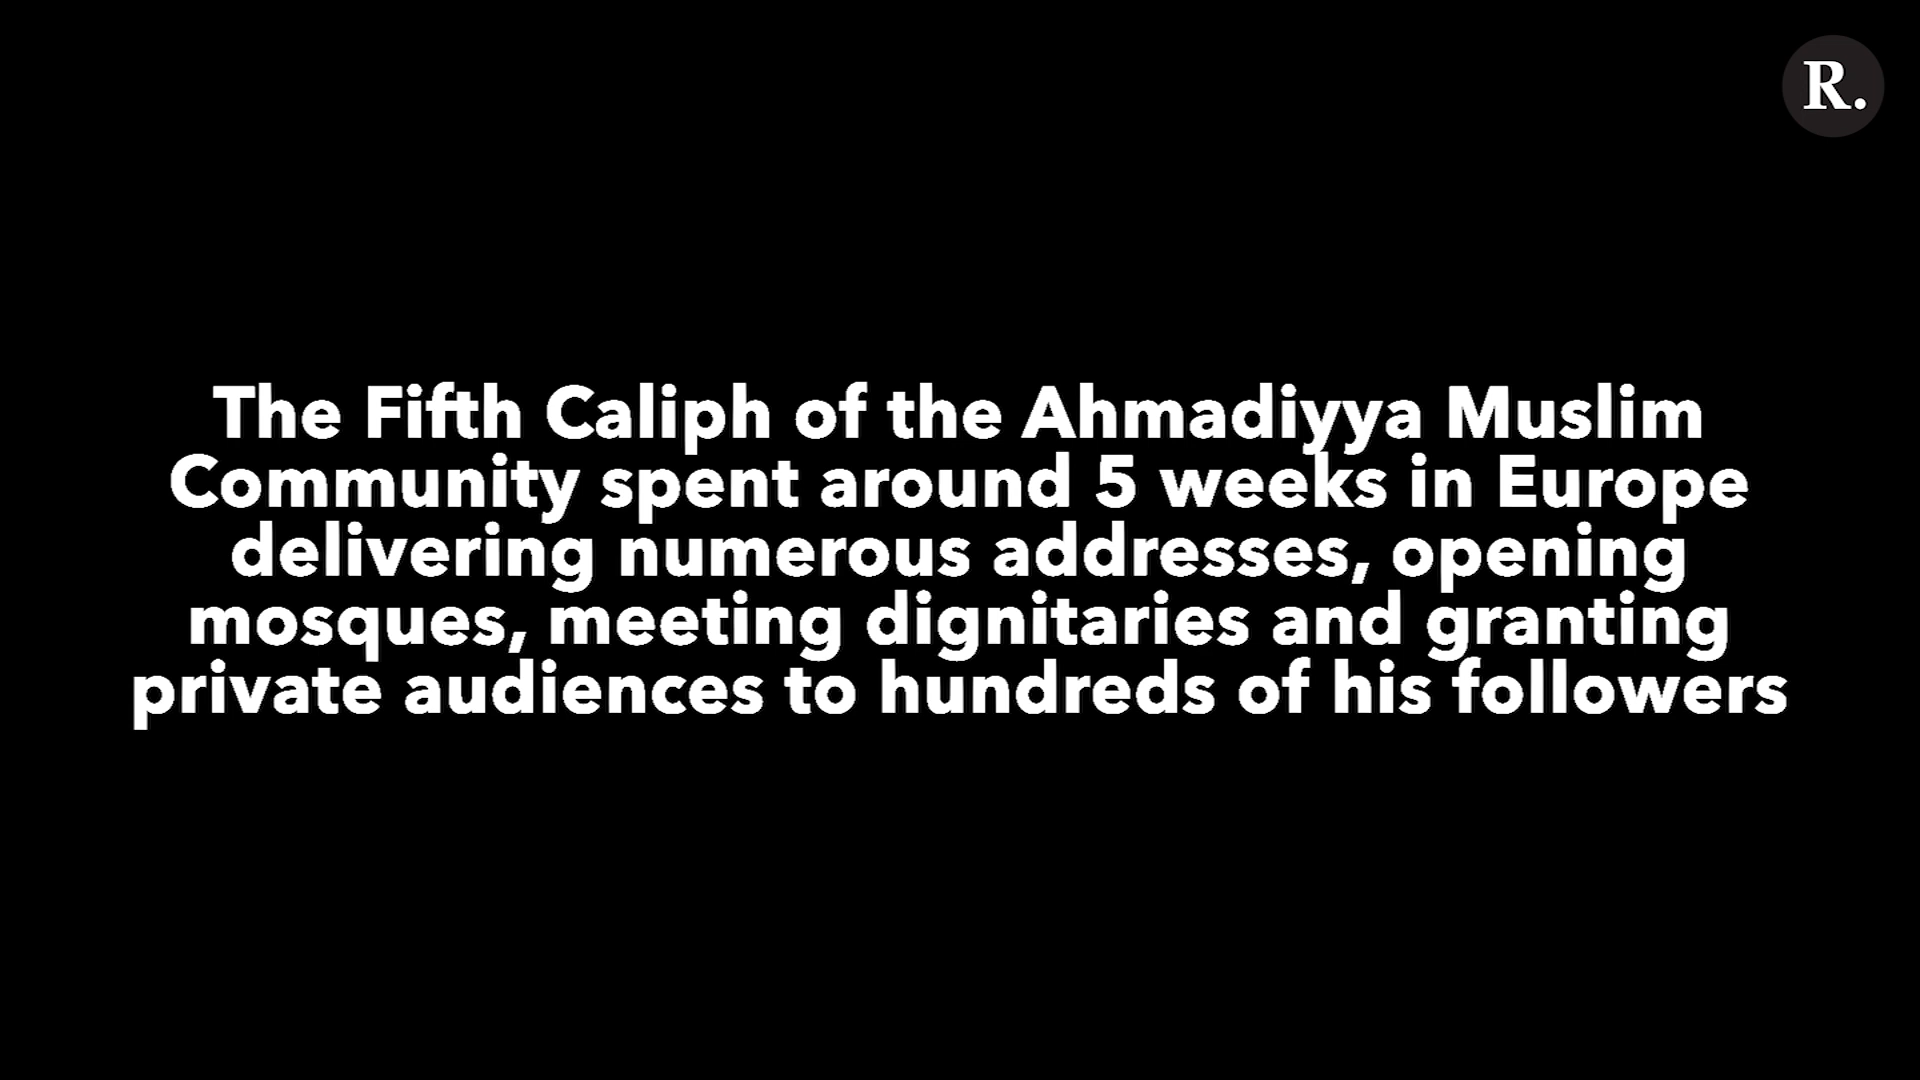 R.
The Fifth Caliph of the Ahmadiyya Muslim
Community spent around 5 weeks in Europe
delivering numerous addresses, opening
mosques, meeting dignitaries and granting
private audiences to hundreds of his followers